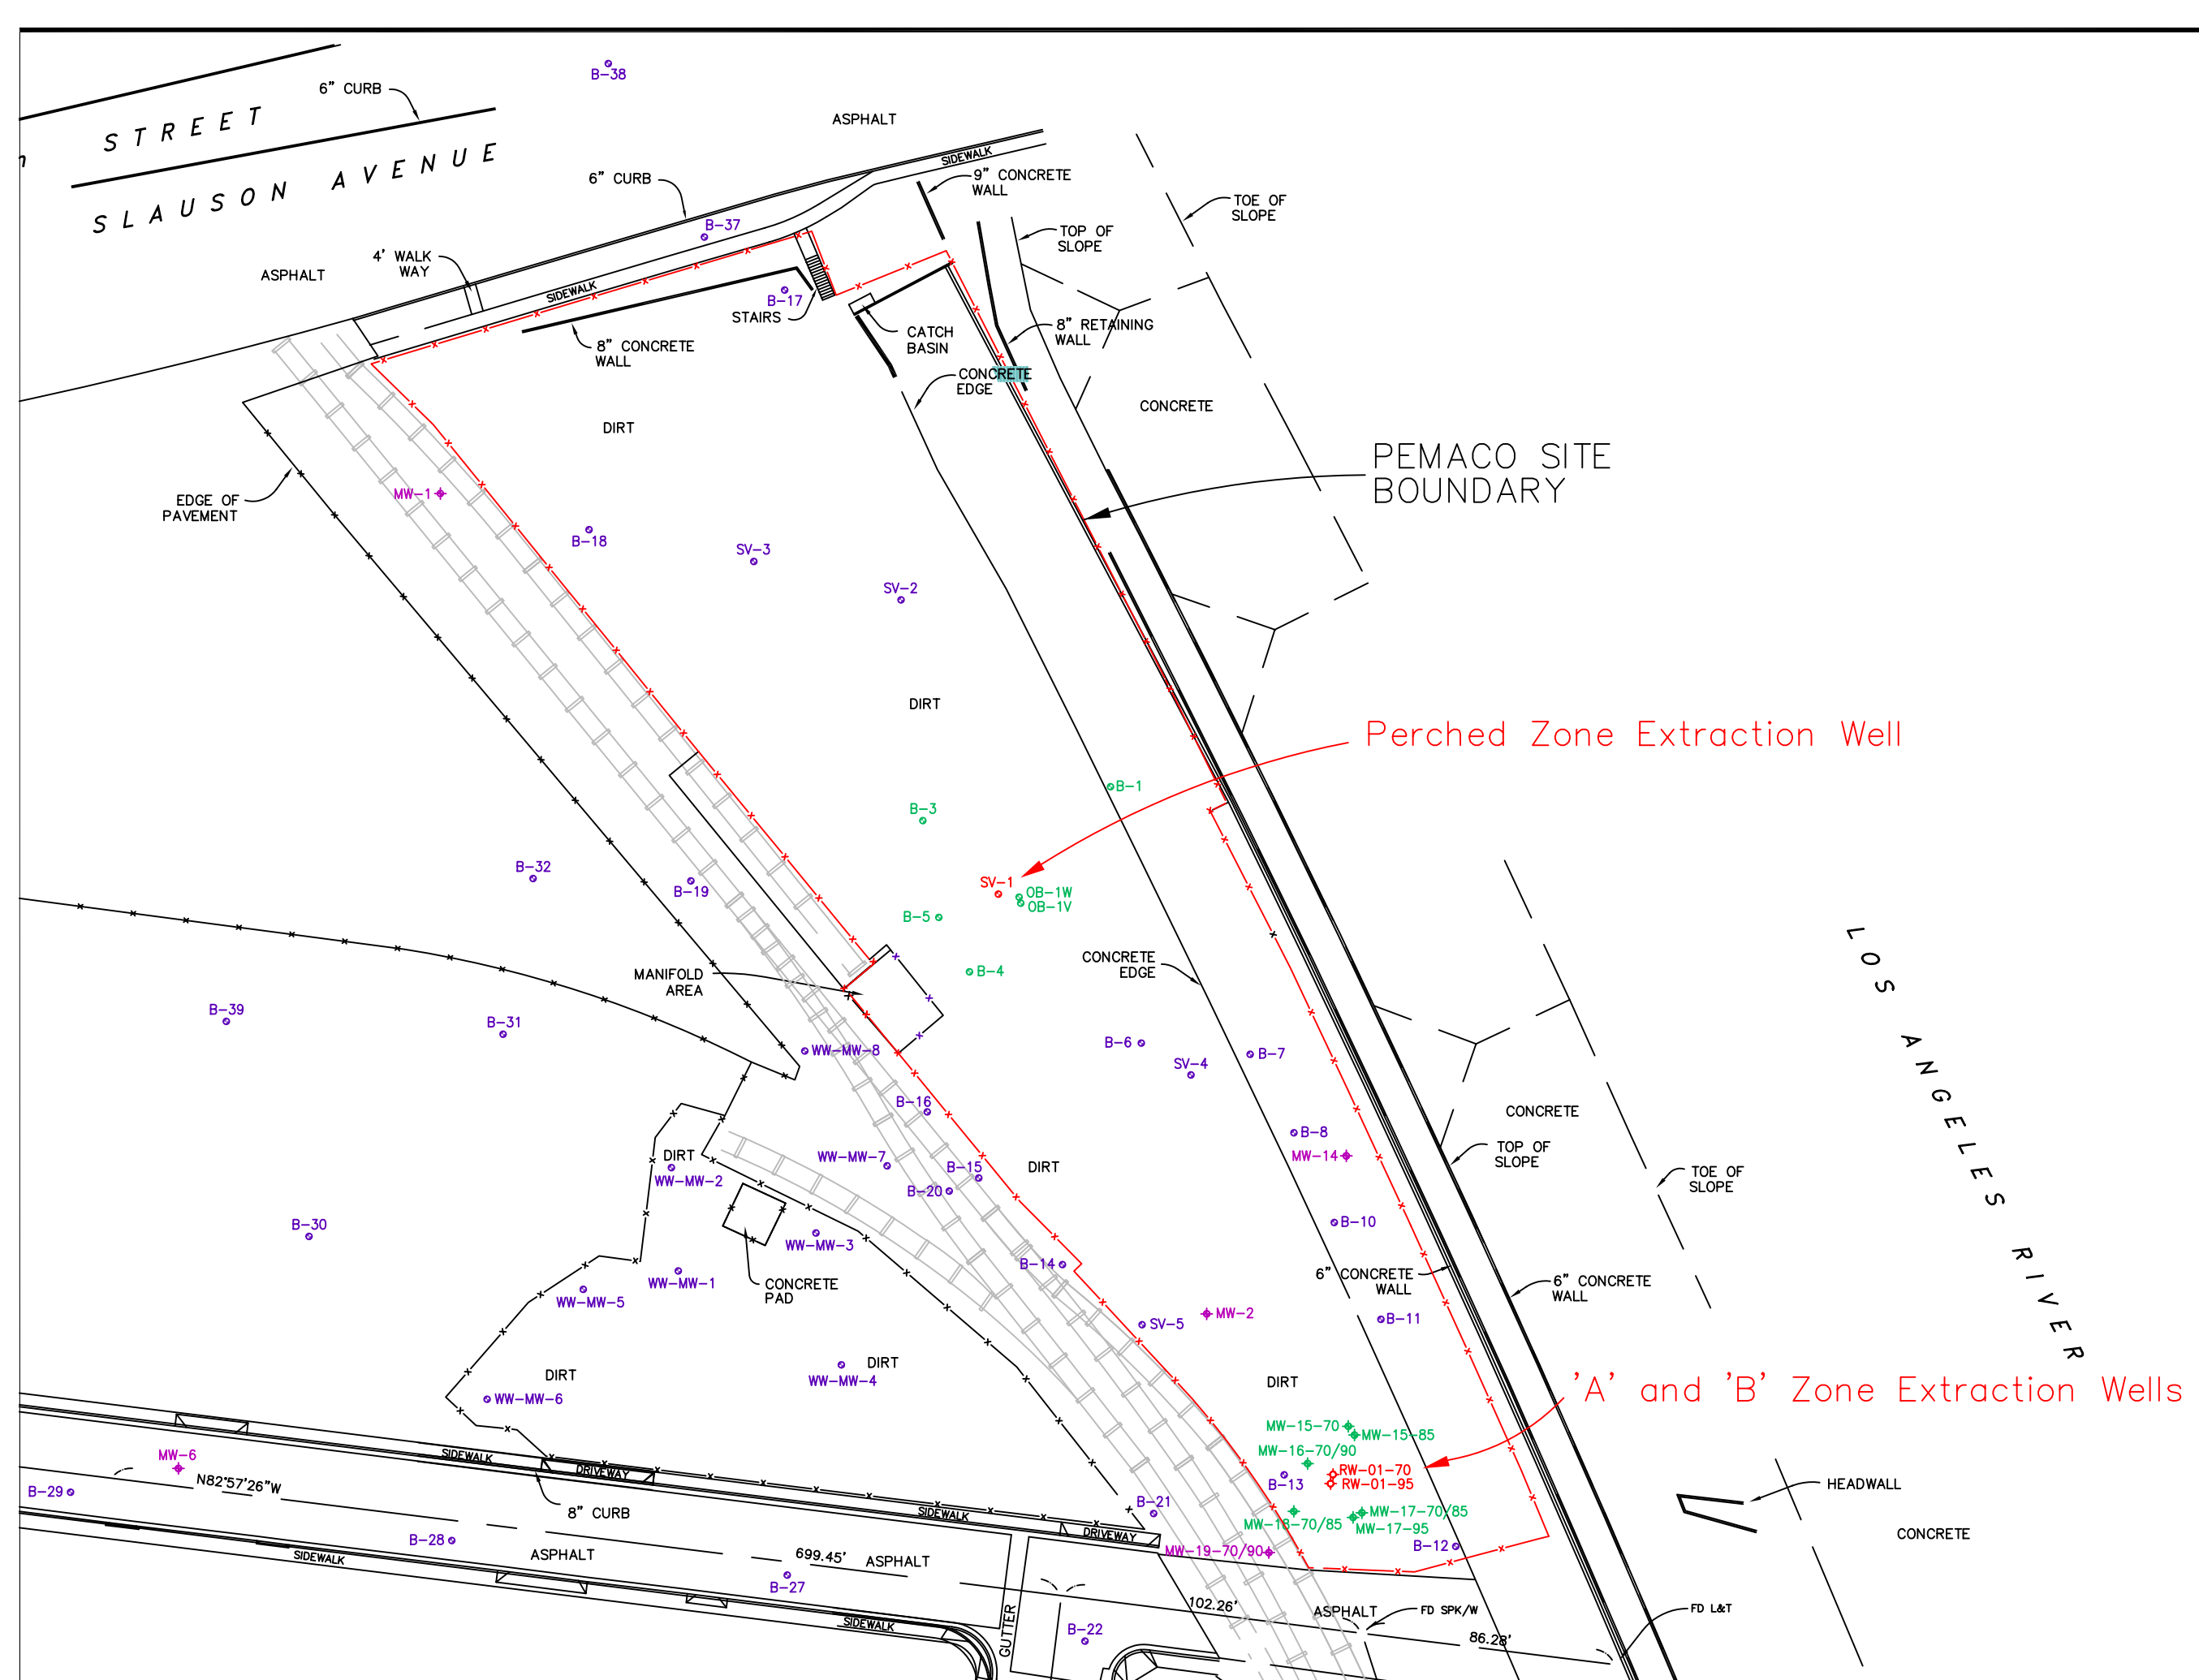 B-38
6" CURB
STREET
SLAUSON AVENUE
ASPHALT
SIDEWALK
9" CONCRETE
WALL
6" CURB
TOE OF
SLOPE
B-37
TOP OF
SLOPE
4' WALK
WAY
ASPHALT
SIDEWALK
B-17
STAIRS
CATCH
BASIN
8" RETAINING
WALL
8" CONCRETE
WALL
CONCRETE
EDGE
CONCRETE
DIRT
PEMACO SITE
BOUNDARY
EDGE OF
PAVEMENT
MW-1
B-18
SV-3
SV-2
DIRT
Perched Zone Extraction Well
B-1
B-3
B-32
B-19
SV-1
OB-1W
OB-1V
B-5
LOS ANGELES RIVER
MANIFOLD
AREA
B-4
CONCRETE
EDGE
B-39
B-31
WW-MW-8
B-6
SV-4
B-7
B-16
CONCRETE
B-8
MW-14
TOP OF
SLOPE
DIRT
WW-MW-2
WW-MW-7
B-15
B-20
DIRT
TOE OF
SLOPE
B-30
WW-MW-3
B-10
B-14
WW-MW-1
WW-MW-5
CONCRETE
PAD
6" CONCRETE
WALL
6" CONCRETE
WALL
SV-5
MW-2
B-11
DIRT
WW-MW-6
WW-MW-4
DIRT
DIRT
'A' and 'B' Zone Extraction Wells
MW-15-70
MW-15-85
MW-16-70/90
MW-6
SIDEWALK
DRIVEWAY
B-13
RW-01-70
RW-01-95
HEADWALL
N82°57'26"W
B-29
8" CURB
SIDEWALK
B-21
DRIVEWAY
MW-18-70/85
MW-17-70/85
MW-17-95
CONCRETE
B-28
SIDEWALK
ASPHALT
699.45'
ASPHALT
MW-19-70/90
B-12
B-27
SIDEWALK
GUTTER
B-22
102.26'
ASPHALT
FD SPK/W
86.28'
FD L&T